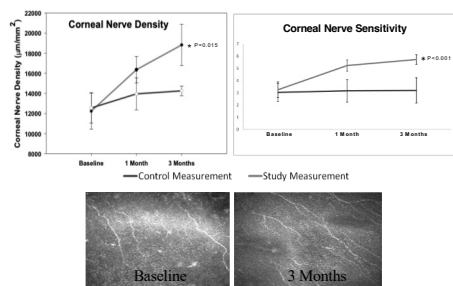 Corneal Nerve Density
Corneal Nerve Density (µm/mm²)
22000
20000
18000
16000
14000
12000
10000
8000
* P=0.015
Baseline
1 Month
3 Months
Corneal Nerve Sensitivity
7
6
5
4
3
2
1
0
* P<0.001
Baseline
1 Month
3 Months
Control Measurement
Study Measurement
Baseline
3 Months